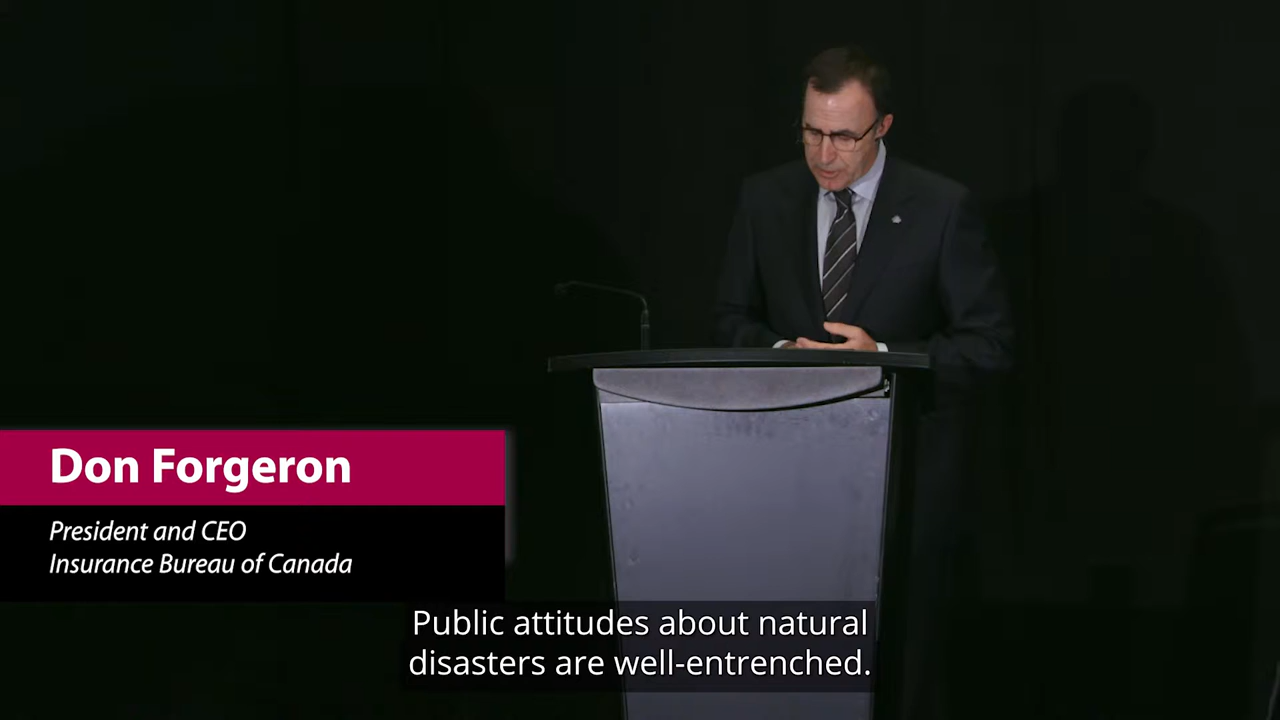 Don Forgeron
President and CEO
Insurance Bureau of Canada
Public attitudes about natural
disasters are well-entrenched.